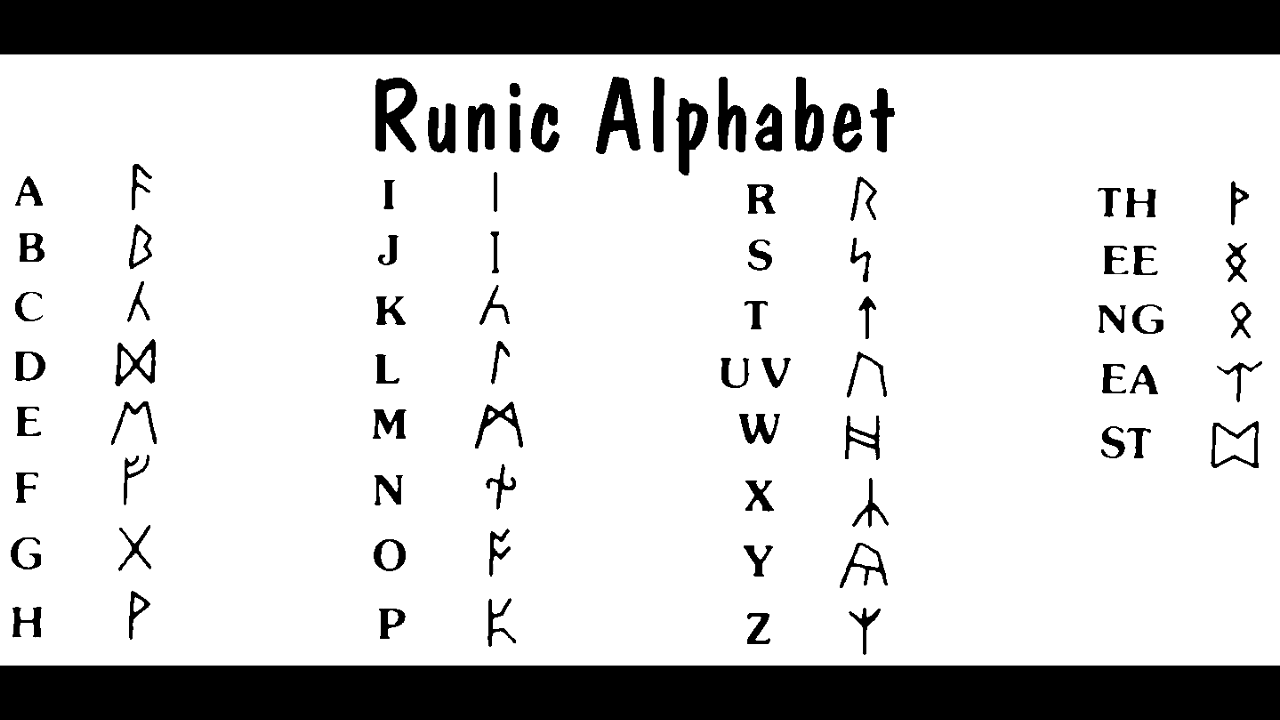 Runic Alphabet
A ᚨ
B ᛒ
C ᚳ
D ᛞ
E ᛖ
F ᚠ
G ᚷ
H ᚹ
I ᛁ
J I
K ᚳ
L ᛚ
M ᛗ
N ᚾ
O ᚩ
P ᛈ
R ᚱ
S ᛋ
T ᛏ
U V ᚢ
W ᚻ
X ᛦ
Y ᚣ
Z ᛉ
TH ᚦ
EE ᛝ
NG ᛟ
EA ᛠ
ST ᛥ